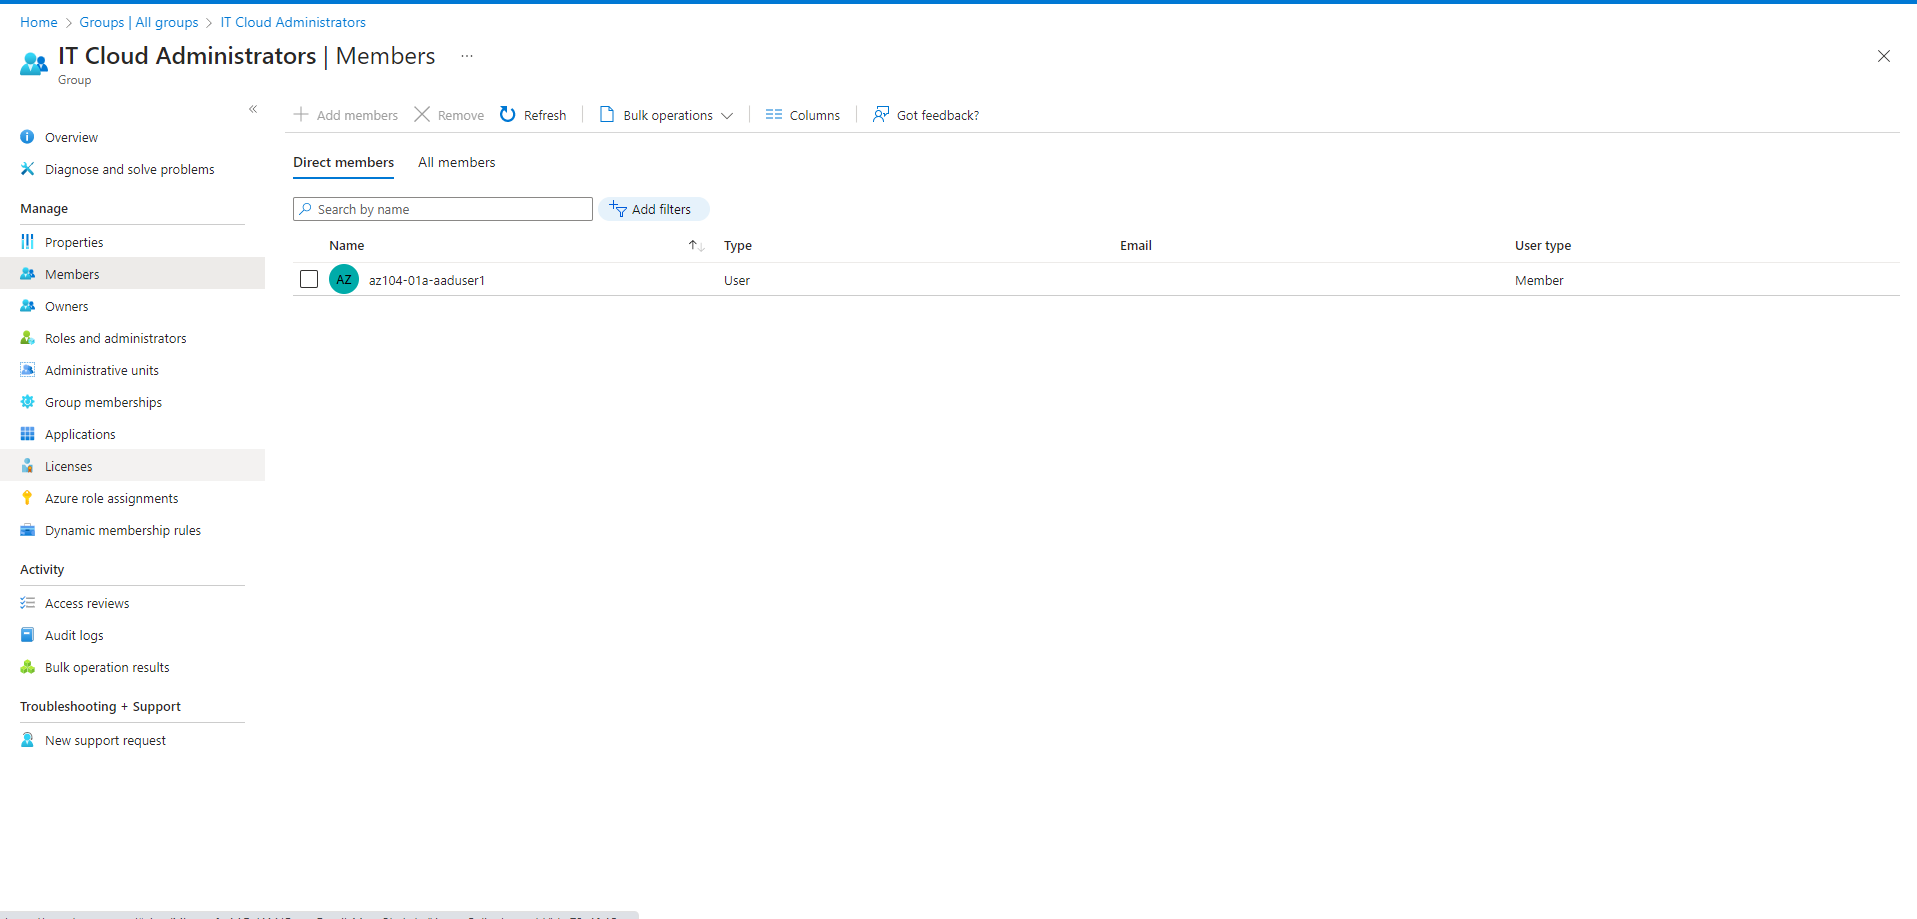 Home > Groups | All groups > IT Cloud Administrators
IT Cloud Administrators | Members ...
Group
«
Overview
Diagnose and solve problems
Manage
Properties
Members
Owners
Roles and administrators
Administrative units
Group memberships
Applications
Licenses
Azure role assignments
Dynamic membership rules
Activity
Access reviews
Audit logs
Bulk operation results
Troubleshooting + Support
New support request
Add members Remove Refresh Bulk operations Columns Got feedback?
Direct members All members
Search by name Add filters
Name Type Email User type
AZ az104-01a-aaduser1 User Member